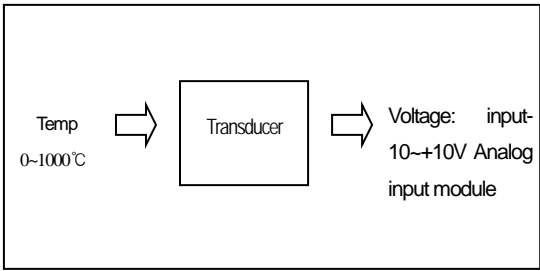 Temp
0~1000℃
Transducer
Voltage: input-
10~+10V Analog
input module